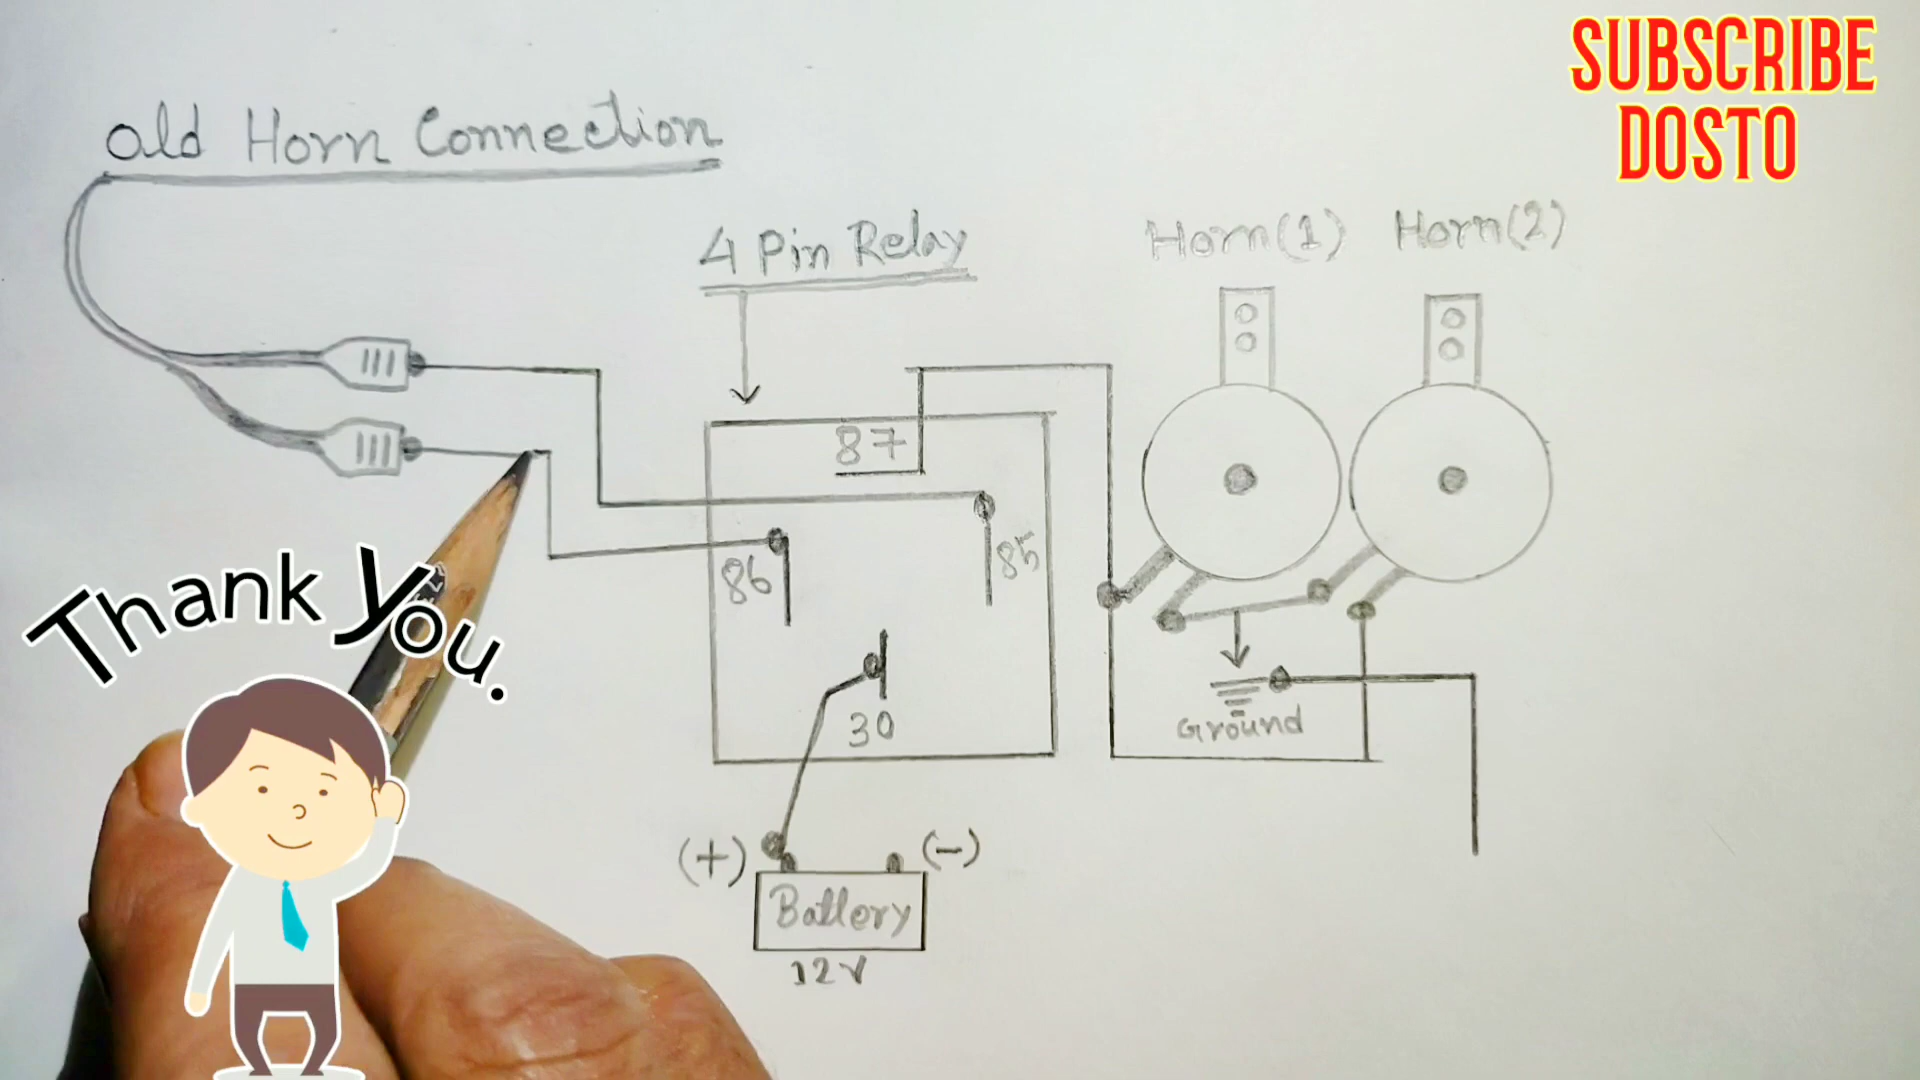 SUBSCRIBE
DOSTO
old Horn Connection
4 Pin Relay
Horn(1)
Horn(2)
87
86
85
30
Ground
(+)
(-)
Battery
12V
Thank You.